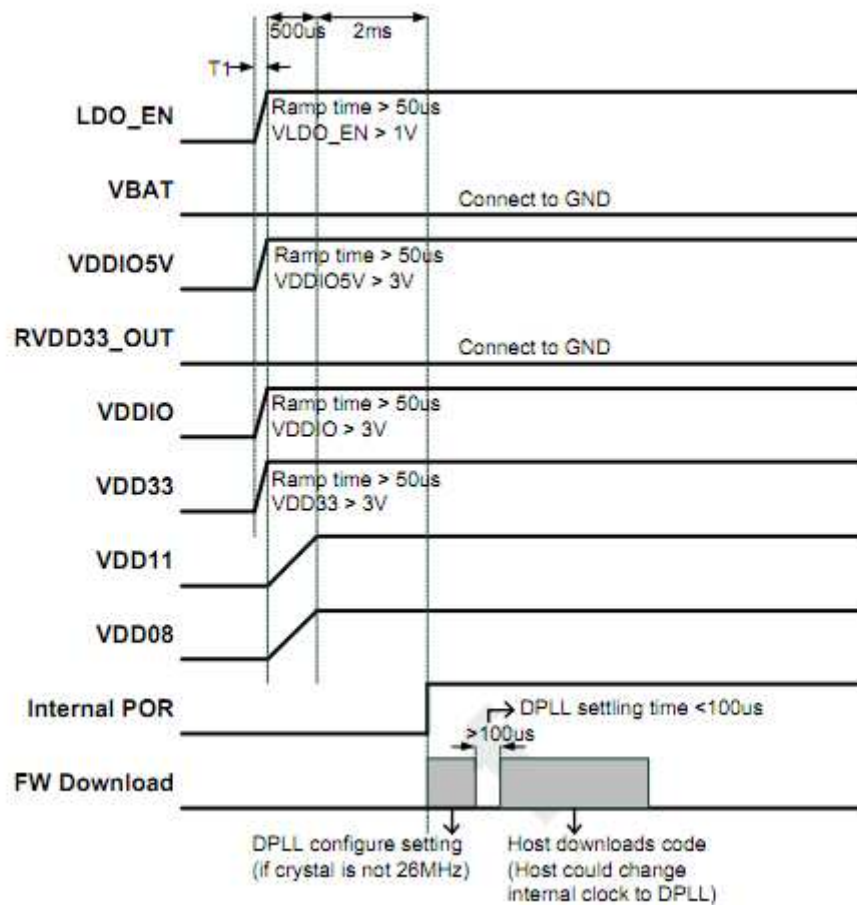 500us
2ms
T1
LDO_EN
Ramp time > 50us
VLDO_EN > 1V
VBAT
Connect to GND
VDDIO5V
Ramp time > 50us
VDDIO5V > 3V
RVDD33_OUT
Connect to GND
VDDIO
Ramp time > 50us
VDDIO > 3V
VDD33
Ramp time > 50us
VDD33 > 3V
VDD11
VDD08
Internal POR
DPLL settling time <100us
>100us
FW Download
DPLL configure setting
(if crystal is not 26MHz)
Host downloads code
(Host could change
internal clock to DPLL)